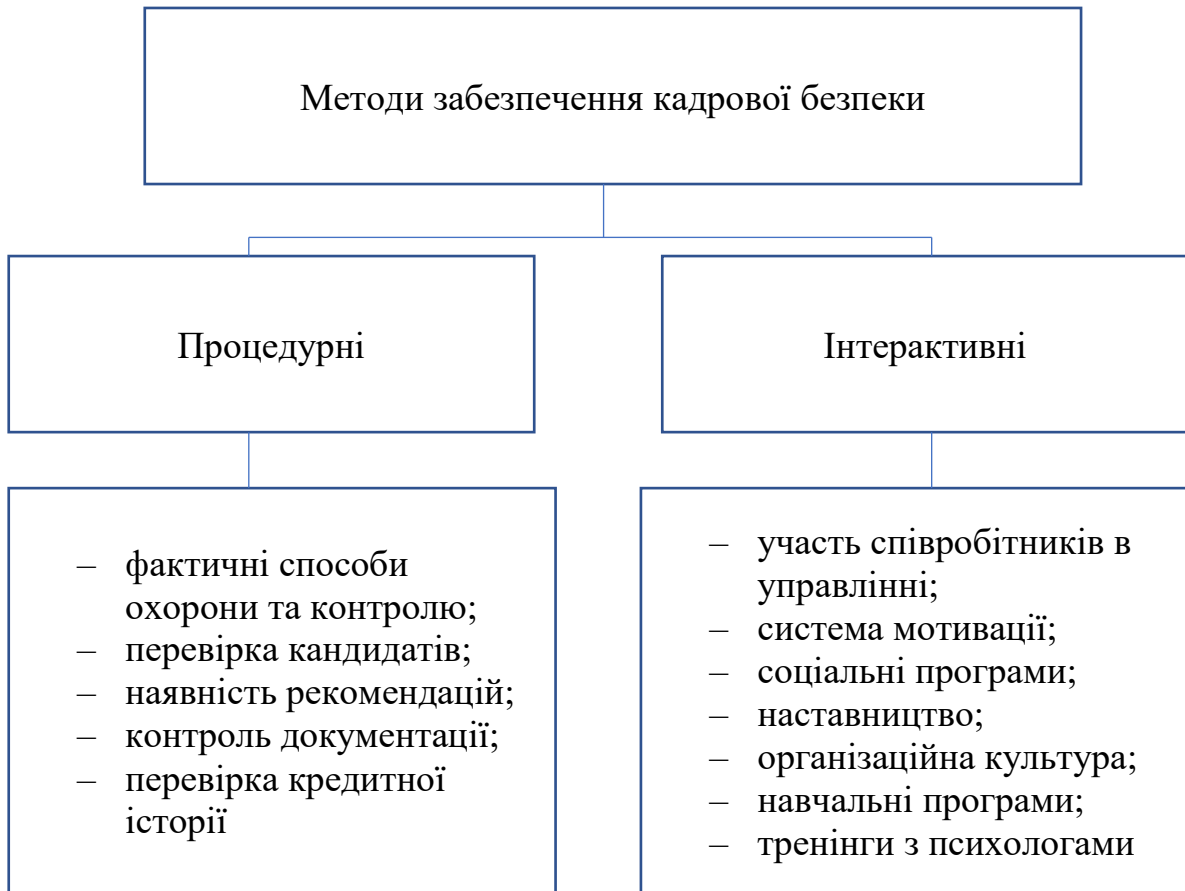 Методи забезпечення кадрової безпеки
Процедурні
Інтерактивні
– фактичні способи
охорони та контролю;
– перевірка кандидатів;
– наявність рекомендацій;
– контроль документації;
– перевірка кредитної
історії
– участь співробітників в
управлінні;
– система мотивації;
– соціальні програми;
– наставництво;
– організаційна культура;
– навчальні програми;
– тренінги з психологами